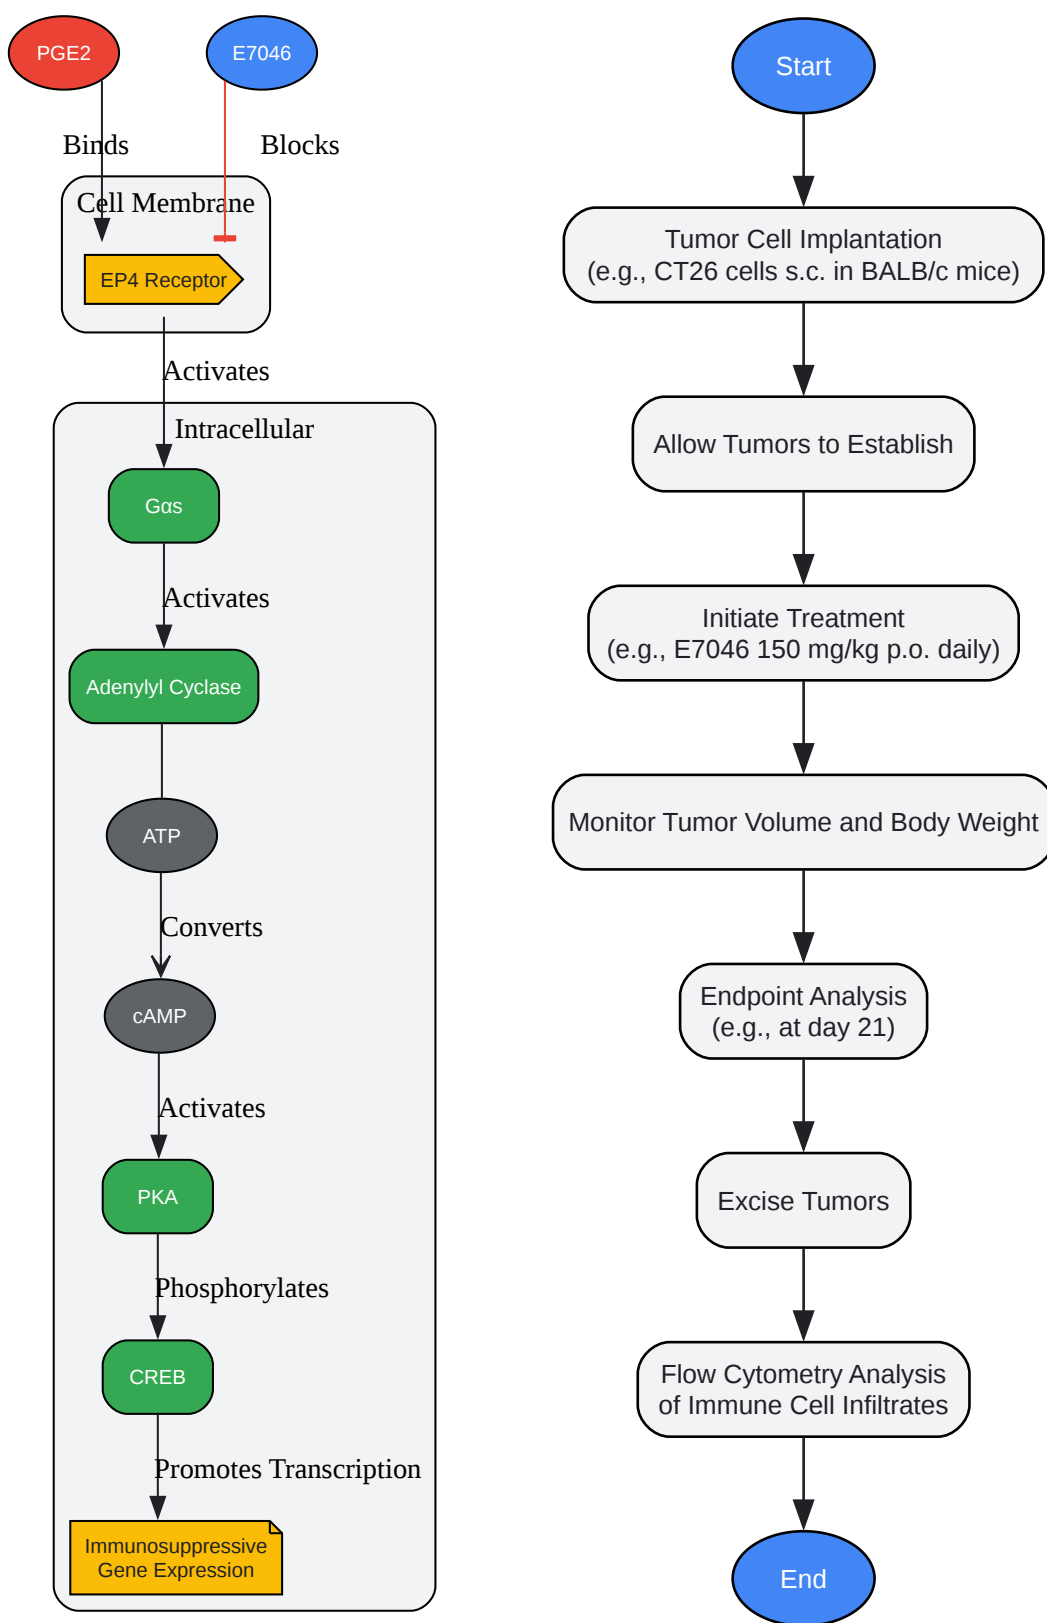 PGE2
E7046
Binds
Blocks
Cell Membrane
EP4 Receptor
Activates
Intracellular
Gαs
Activates
Adenylyl Cyclase
ATP
Converts
cAMP
Activates
PKA
Phosphorylates
CREB
Promotes Transcription
Immunosuppressive
Gene Expression
Start
Tumor Cell Implantation
(e.g., CT26 cells s.c. in BALB/c mice)
Allow Tumors to Establish
Initiate Treatment
(e.g., E7046 150 mg/kg p.o. daily)
Monitor Tumor Volume and Body Weight
Endpoint Analysis
(e.g., at day 21)
Excise Tumors
Flow Cytometry Analysis
of Immune Cell Infiltrates
End